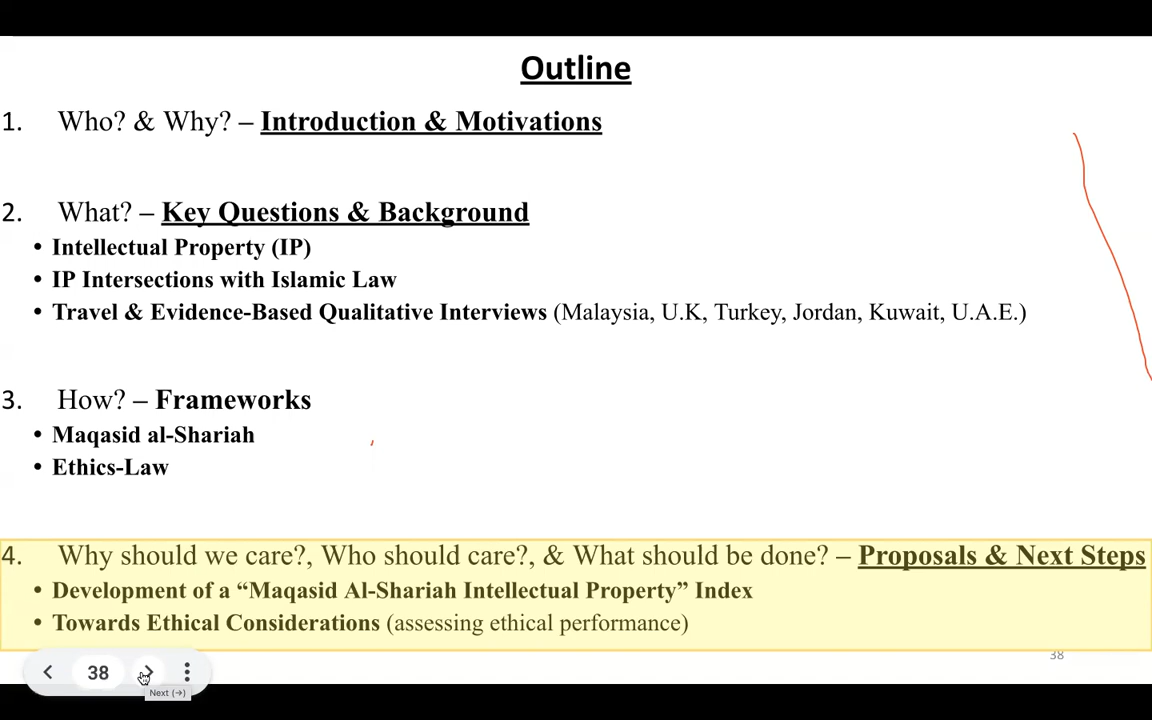 Outline
1. Who? & Why? – Introduction & Motivations
2. What? – Key Questions & Background
• Intellectual Property (IP)
• IP Intersections with Islamic Law
• Travel & Evidence-Based Qualitative Interviews (Malaysia, U.K, Turkey, Jordan, Kuwait, U.A.E.)
3. How? – Frameworks
• Maqasid al-Shariah
• Ethics-Law
4. Why should we care?, Who should care?, & What should be done? – Proposals & Next Steps
• Development of a “Maqasid Al-Shariah Intellectual Property” Index
• Towards Ethical Considerations (assessing ethical performance)
38
38
Next (→)